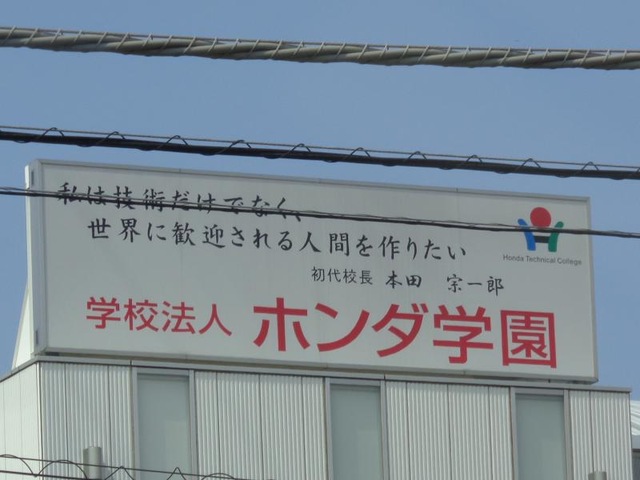 私は技術だけでなく、
世界に歓迎される人間を作りたい
初代校長 本田 宗一郎
Honda Technical College
学校法人 ホンダ学園